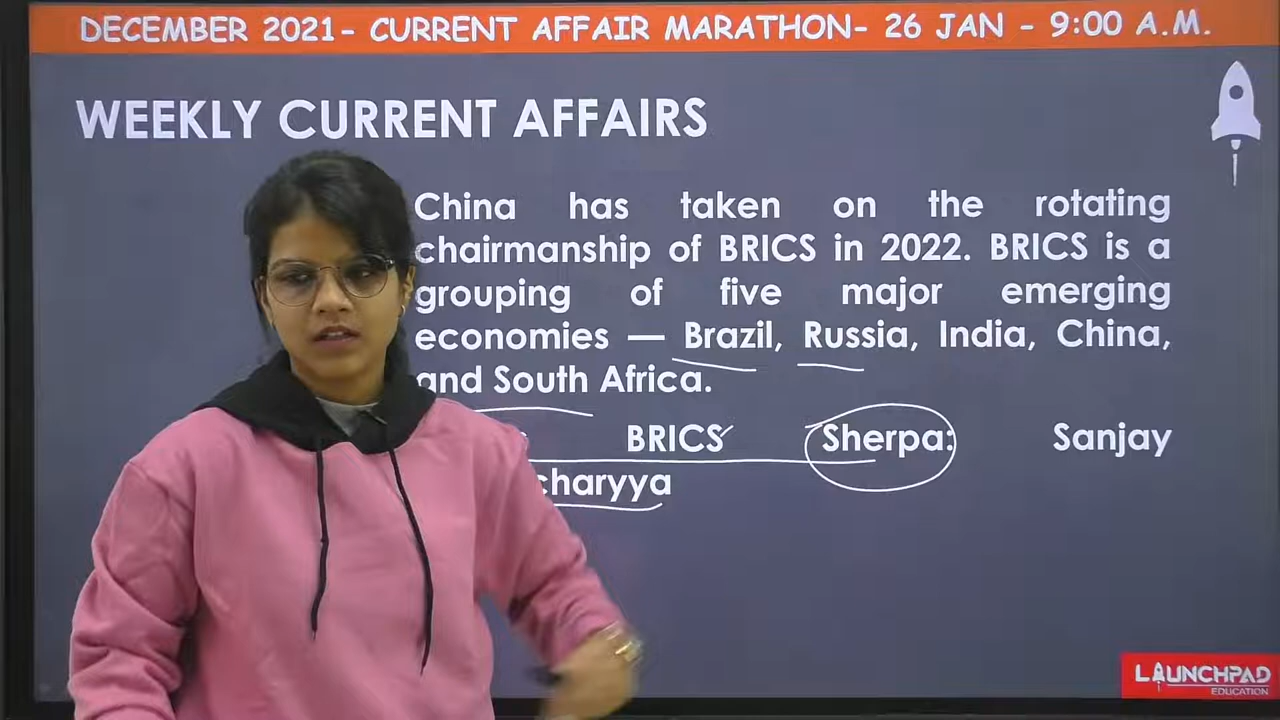 DECEMBER 2021- CURRENT AFFAIR MARATHON- 26 JAN - 9:00 A.M.
WEEKLY CURRENT AFFAIRS
China has taken on the rotating
chairmanship of BRICS in 2022. BRICS is a
grouping of five major emerging
economies — Brazil, Russia, India, China,
and South Africa.
BRICS Sherpa: Sanjay
charyya
LAUNCHPAD
EDUCATION